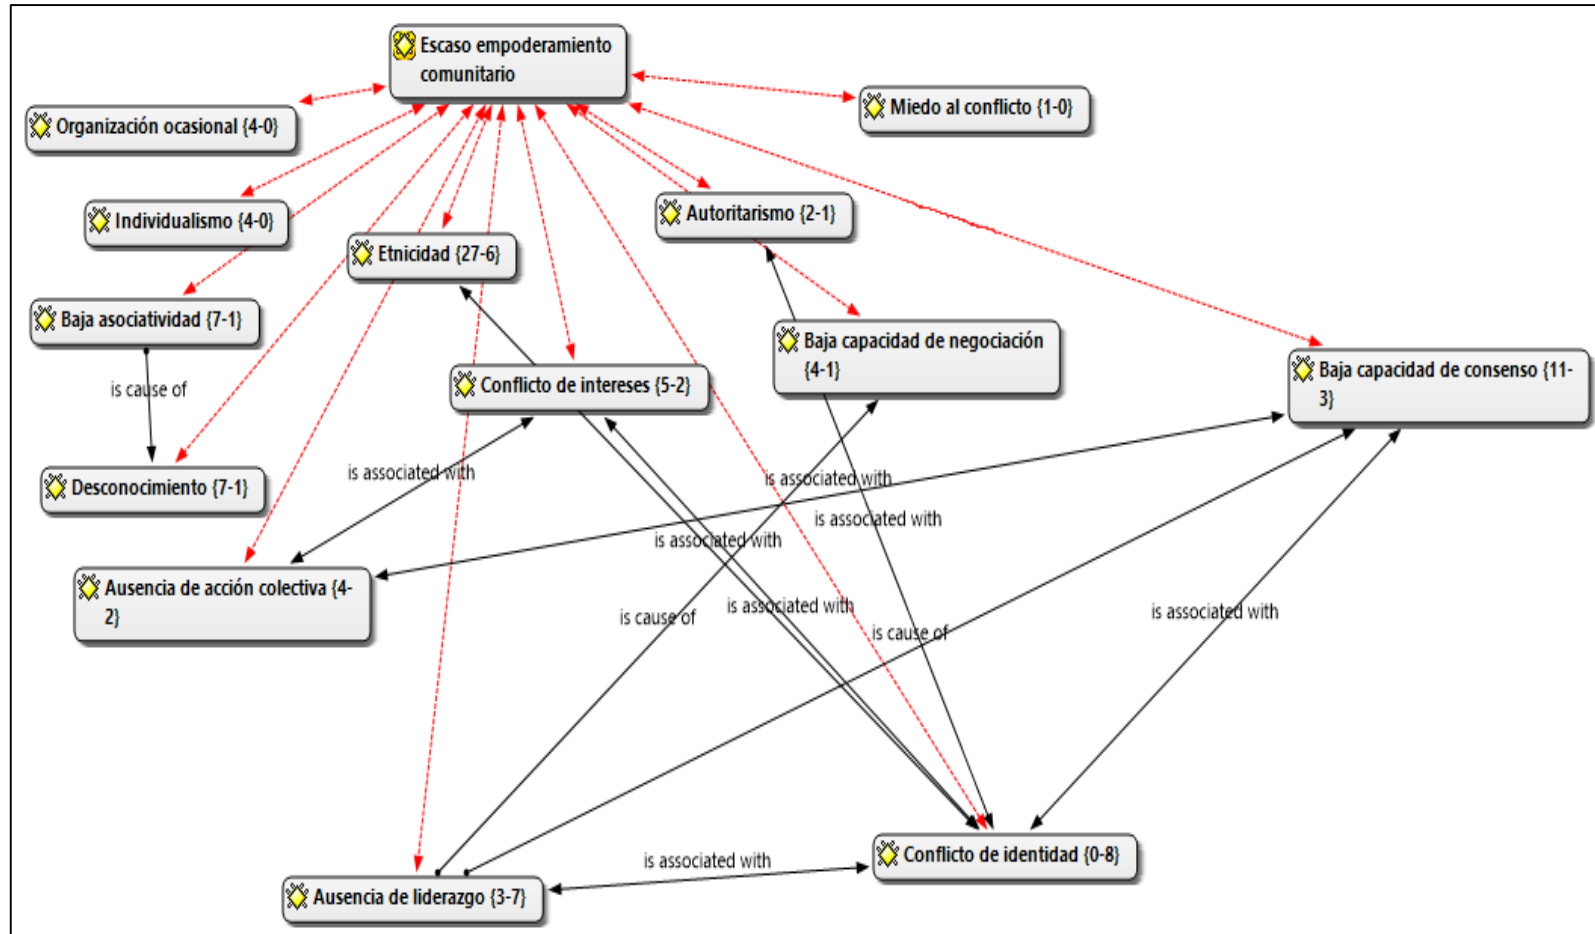 Escaso empoderamiento
comunitario
Miedo al conflicto {1-0}
Organización ocasional {4-0}
Individualismo {4-0}
Autoritarismo {2-1}
Etnicidad {27-6}
Baja asociatividad {7-1}
Baja capacidad de negociación
{4-1}
Baja capacidad de consenso {11-
3}
Conflicto de intereses {5-2}
is cause of
is associated with
Desconocimiento {7-1}
is associated with
is associated with
is associated with
Ausencia de acción colectiva {4-
2}
is associated with
is associated with
is cause of
is cause of
is associated with
Conflicto de identidad {0-8}
Ausencia de liderazgo {3-7}